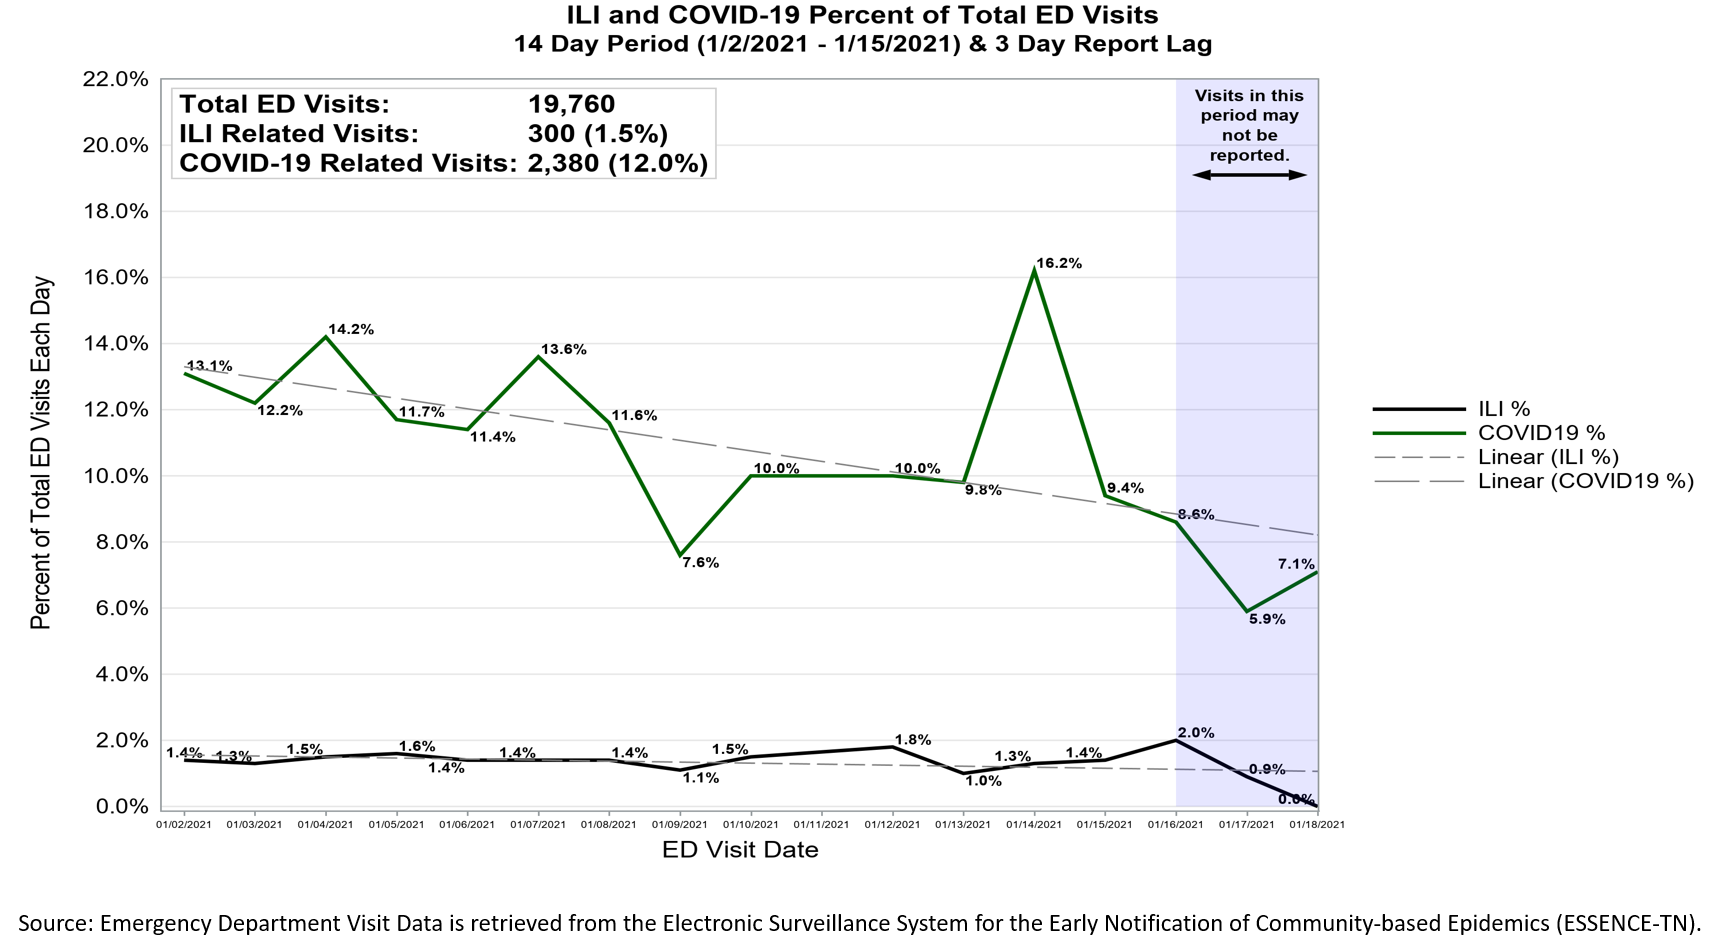 ILI and COVID-19 Percent of Total ED Visits
14 Day Period (1/2/2021 - 1/15/2021) & 3 Day Report Lag
Percent of Total ED Visits Each Day
22.0%
20.0%
18.0%
16.0%
14.0%
12.0%
10.0%
8.0%
6.0%
4.0%
2.0%
0.0%
Total ED Visits: 19,760
ILI Related Visits: 300 (1.5%)
COVID-19 Related Visits: 2,380 (12.0%)
Visits in this
period may
not be
reported.
13.1%
12.2%
14.2%
11.7%
11.4%
13.6%
11.6%
7.6%
10.0%
10.0%
9.8%
16.2%
9.4%
8.6%
5.9%
7.1%
1.4%
1.3%
1.5%
1.6%
1.4%
1.4%
1.4%
1.1%
1.5%
1.8%
1.0%
1.3%
1.4%
2.0%
0.9%
0.0%
01/02/2021 01/03/2021 01/04/2021 01/05/2021 01/06/2021 01/07/2021 01/08/2021 01/09/2021 01/10/2021 01/11/2021 01/12/2021 01/13/2021 01/14/2021 01/15/2021 01/16/2021 01/17/2021 01/18/2021
ED Visit Date
ILI %
COVID19 %
Linear (ILI %)
Linear (COVID19 %)
Source: Emergency Department Visit Data is retrieved from the Electronic Surveillance System for the Early Notification of Community-based Epidemics (ESSENCE-TN).